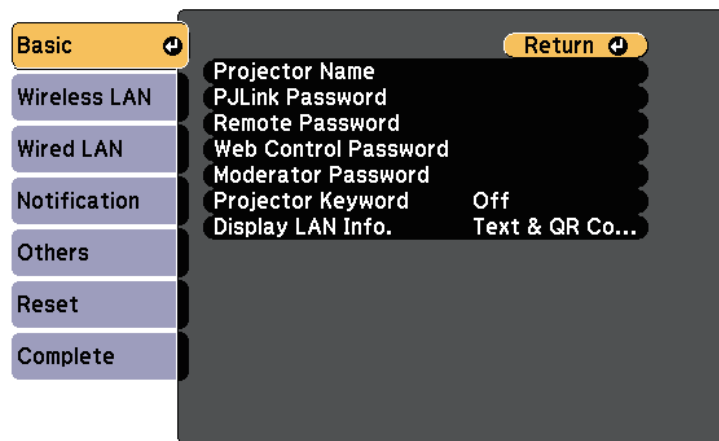 Basic
Wireless LAN
Wired LAN
Notification
Others
Reset
Complete
Return
Projector Name
PJLink Password
Remote Password
Web Control Password
Moderator Password
Projector Keyword Off
Display LAN Info. Text & QR Co...